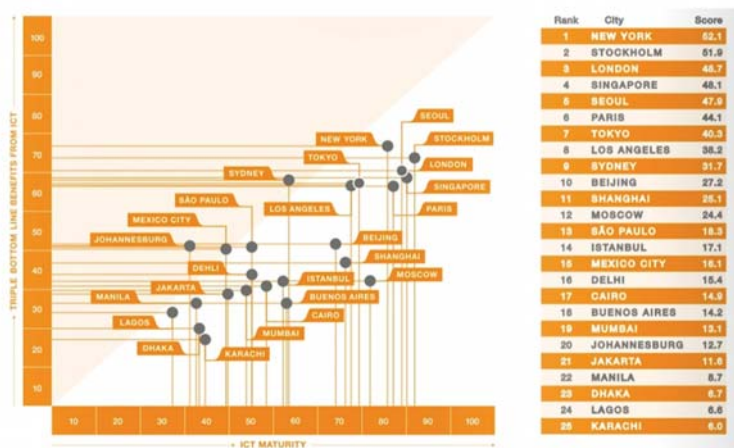 TRIPLE BOTTOM LINE BENEFITS FROM ICT
100
90
80
70
60
50
40
30
20
10
SEOUL
NEW YORK
STOCKHOLM
TOKYO
LONDON
SYDNEY
SINGAPORE
SÃO PAULO
LOS ANGELES
PARIS
MEXICO CITY
JOHANNESBURG
BEIJING
SHANGHAI
DEHLI
MOSCOW
JAKARTA
ISTANBUL
MANILA
BUENOS AIRES
CAIRO
LAGOS
MUMBAI
DHAKA
KARACHI
10 20 30 40 50 60 70 80 90 100
ICT MATURITY
Rank City Score
1 NEW YORK 52.1
2 STOCKHOLM 51.9
3 LONDON 48.7
4 SINGAPORE 48.1
5 SEOUL 47.9
6 PARIS 44.1
7 TOKYO 40.3
8 LOS ANGELES 38.2
9 SYDNEY 31.7
10 BEIJING 27.2
11 SHANGHAI 25.1
12 MOSCOW 24.4
13 SÃO PAULO 18.3
14 ISTANBUL 17.1
15 MEXICO CITY 16.1
16 DELHI 15.4
17 CAIRO 14.9
18 BUENOS AIRES 14.2
19 MUMBAI 13.1
20 JOHANNESBURG 12.7
21 JAKARTA 11.6
22 MANILA 8.7
23 DHAKA 6.7
24 LAGOS 6.6
25 KARACHI 6.0